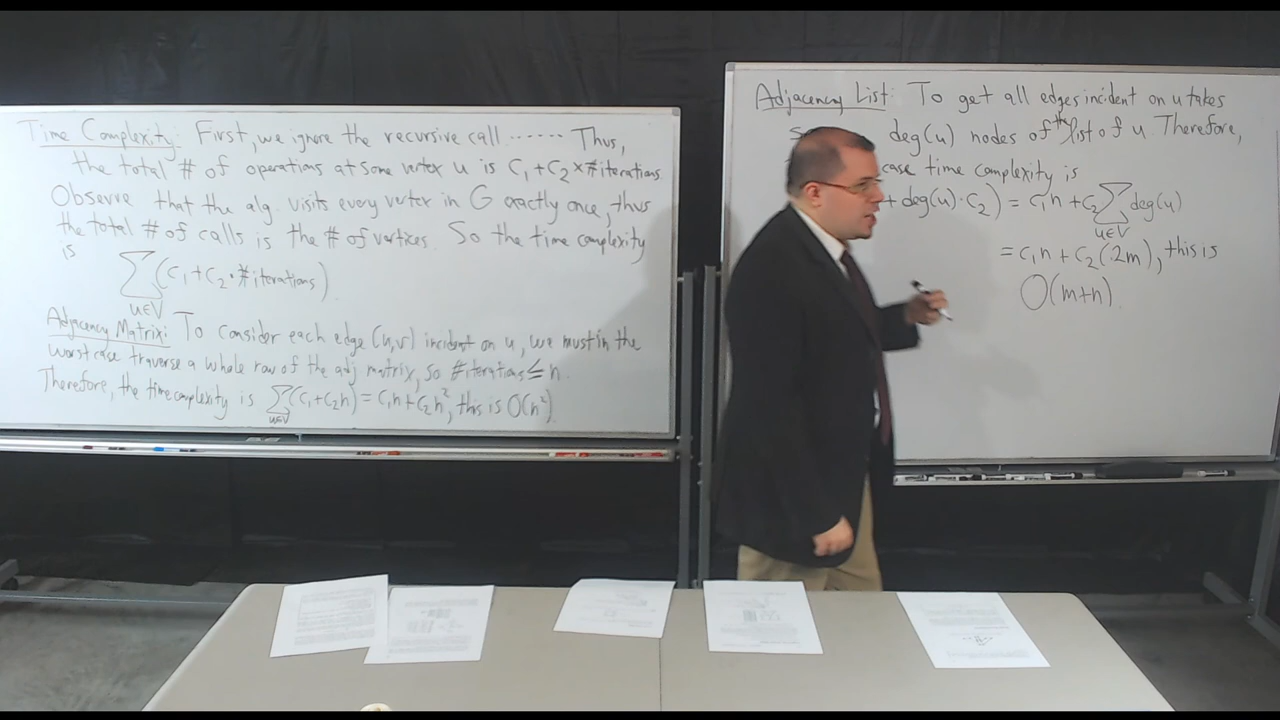 Time Complexity: First, we ignore the recursive call ...... Thus,
the total # of operations at some vertex u is C₁+C₂×#iterations.
Observe that the alg. visits every vertex in G exactly once, thus
the total # of calls is the # of vertices. So the time complexity
is
∑(C₁+C₂·#iterations)
u∈V
Adjacency Matrix: To consider each edge (u,v) incident on u, we must in the
worst case traverse a whole row of the adj matrix, so #iterations ≤ n.
Therefore, the time complexity is ∑(C₁+C₂n) = C₁n+C₂n², this is O(n²).
u∈V
Adjacency List: To get all edges incident on u takes
deg(u) nodes of the list of u. Therefore,
case time complexity is
+ deg(u)·C₂) = C₁n + C₂∑deg(u)
u∈V
= C₁n + C₂(2m), this is
O(m+n).